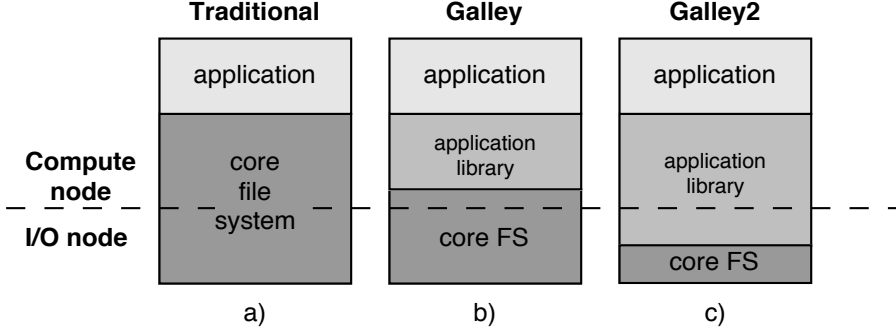 Traditional Galley Galley2
application application application
application
library
application
library
Compute
node
core
file
system
I/O node
core FS
core FS
a) b) c)